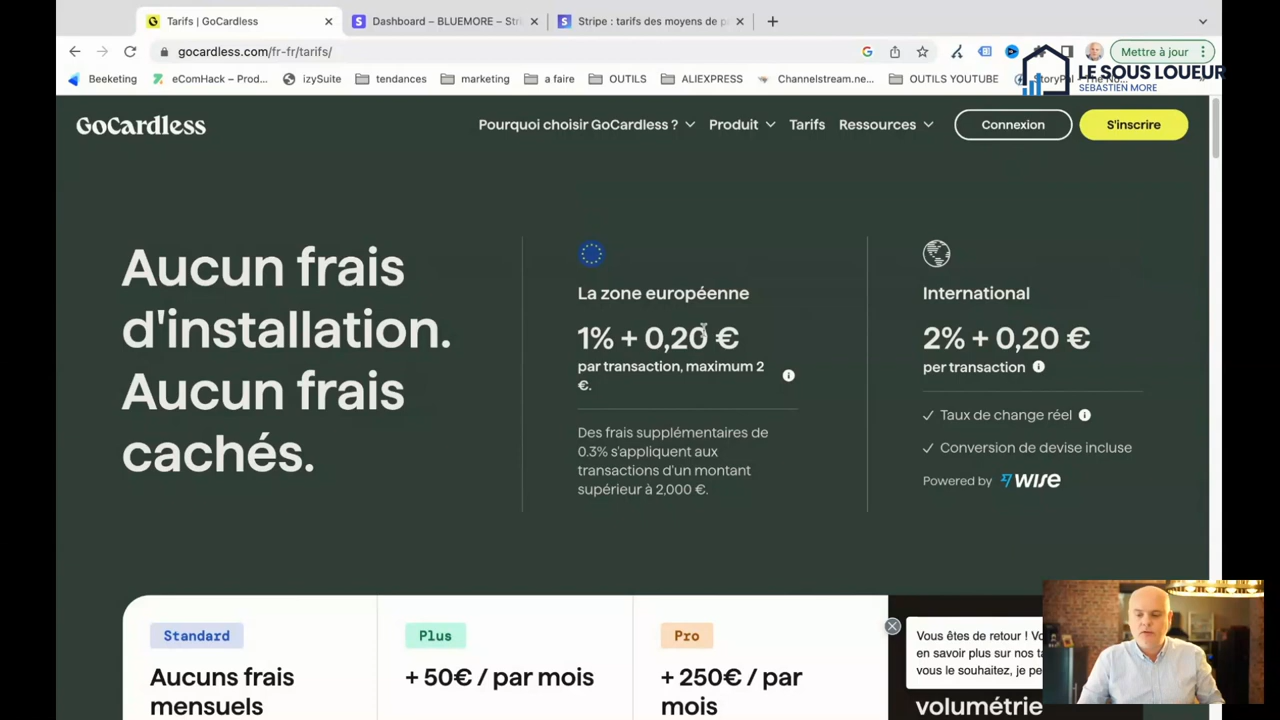 Tarifs | GoCardless
Dashboard – BLUEMORE – Str
Stripe : tarifs des moyens de p
gocardless.com/fr-fr/tarifs/
Mettre à jour
Beeketing
eComHack – Prod...
izySuite
tendances
marketing
a faire
OUTILS
ALIEXPRESS
Channelstream.ne...
OUTILS YOUTUBE
LE SOUS LOUEUR
SEBASTIEN MORE
GoCardless
Pourquoi choisir GoCardless ?
Produit
Tarifs
Ressources
Connexion
S'inscrire
Aucun frais
d'installation.
Aucun frais
cachés.
La zone européenne
1% + 0,20 €
par transaction, maximum 2
€.
Des frais supplémentaires de
0.3% s'appliquent aux
transactions d'un montant
supérieur à 2,000 €.
International
2% + 0,20 €
per transaction
Taux de change réel
Conversion de devise incluse
Powered by WISE
Standard
Aucuns frais
mensuels
Plus
+ 50€ / par mois
Pro
+ 250€ / par
mois
Vous êtes de retour ! Vo
en savoir plus sur nos ta
vous le souhaitez, je pe
volumétrie